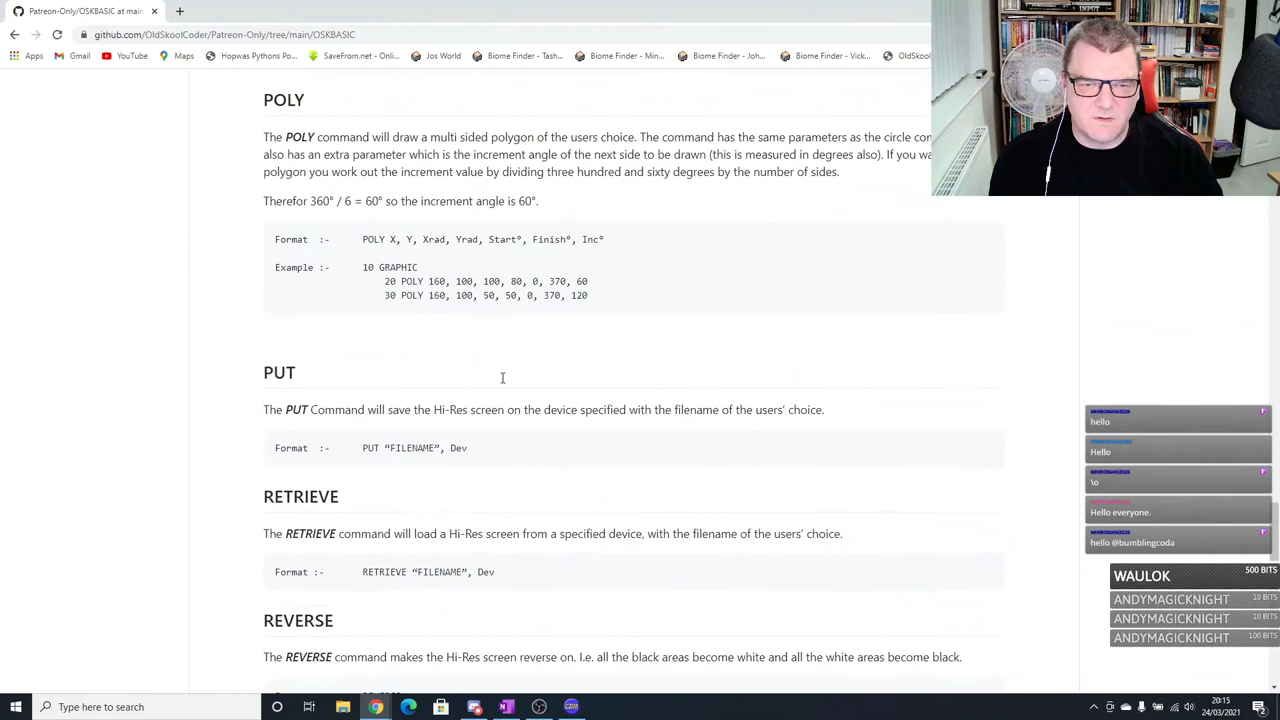 Patreon-Only/OSKBASIC at main
github.com/OldSkoolCoder/Patreon-Only/tree/main/OSKBASIC
Apps
Gmail
YouTube
Maps
Hopwas Pythons Po...
SaveFrom.net - Onli...
Jos World
BiomeFinder - Tash...
Biome Finder - Min...
Biome Finder - Joh...
Biome Finder - Vick...
OldSkoo
INPUT
POLY
The POLY command will draw a multi sided polygon of the users choice. The command has the same parameters as the circle con
also has an extra parameter which is the increment angle of the next side to be drawn (this is measured in degrees also). If you wa
polygon you work out the increment value by dividing three hundred and sixty degrees by the number of sides.
Therefor 360° / 6 = 60° so the increment angle is 60°.
Format :- POLY X, Y, Xrad, Yrad, Start°, Finish°, Inc°
Example :- 10 GRAPHIC
20 POLY 160, 100, 100, 80, 0, 370, 60
30 POLY 160, 100, 50, 50, 0, 370, 120
PUT
The PUT Command will save the Hi-Res screen on the device specified with the filename of the users’ choice.
Format :- PUT “FILENAME”, Dev
RETRIEVE
The RETRIEVE command will load a Hi-Res screen from a specified device, with the filename of the users’ choice.
Format :- RETRIEVE “FILENAME”, Dev
REVERSE
The REVERSE command makes the Hi-Res screen reverse on. I.e. all the black areas become white and all the white areas become black.
hello
Hello
\o
Hello everyone.
hello @bumblingcoda
WAULOK 500 BITS
ANDYMAGICKNIGHT 10 BITS
ANDYMAGICKNIGHT 10 BITS
ANDYMAGICKNIGHT 100 BITS
Type here to search
20:15
24/03/2021
2